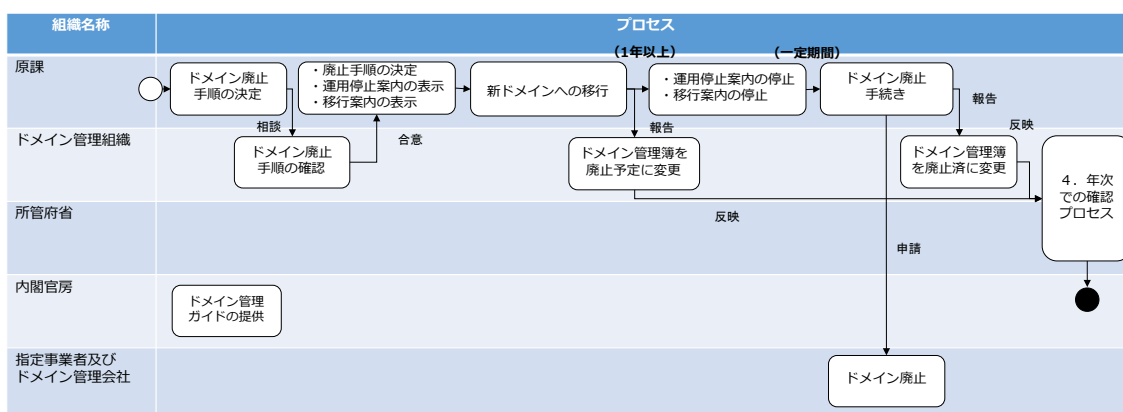 組織名称
プロセス
（1年以上）
（一定期間）
原課
ドメイン廃止
手順の決定
・廃止手順の決定
・運用停止案内の表示
・移行案内の表示
新ドメインへの移行
・運用停止案内の停止
・移行案内の停止
ドメイン廃止
手続き
相談
合意
報告
報告
反映
ドメイン管理組織
ドメイン廃止
手順の確認
ドメイン管理簿を
廃止予定に変更
ドメイン管理簿
を廃止済に変更
４．年次
での確認
プロセス
所管府省
反映
申請
内閣官房
ドメイン管理
ガイドの提供
指定事業者及び
ドメイン管理会社
ドメイン廃止